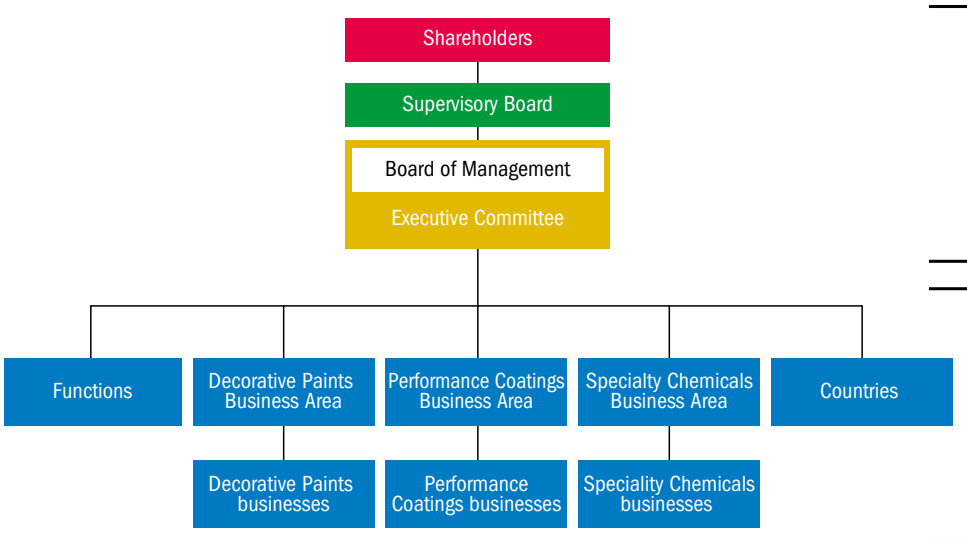 Shareholders
Supervisory Board
Board of Management
Executive Committee
Functions
Decorative Paints
Business Area
Performance Coatings
Business Area
Specialty Chemicals
Business Area
Countries
Decorative Paints
businesses
Performance
Coatings businesses
Speciality Chemicals
businesses